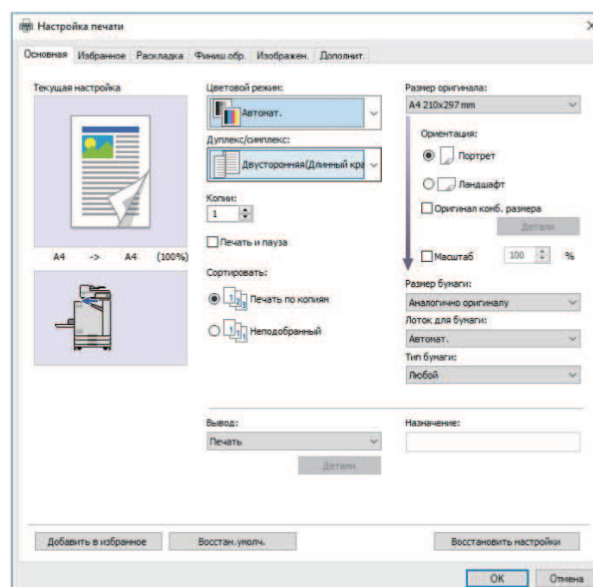 Настройка печати
Основная Избранное Раскладка Финиш обр. Изображен. Дополнит.
Текущая настройка
A4 -> A4 (100%)
Цветовой режим:
Автомат.
Дуплекс/симплекс:
Двусторонняя(Длинный кра
Копии:
1
Печать и пауза
Сортировать:
Печать по копиям
Неподобранный
Размер оригинала:
A4 210x297 mm
Ориентация:
Портрет
Ландшафт
Оригинал комб. размера
Детали
Масштаб 100 %
Размер бумаги:
Аналогично оригиналу
Лоток для бумаги:
Автомат.
Тип бумаги:
Любой
Вывод:
Печать
Детали
Назначение:
Добавить в избранное Восстан.умолч. Восстановить настройки
OK Отмена